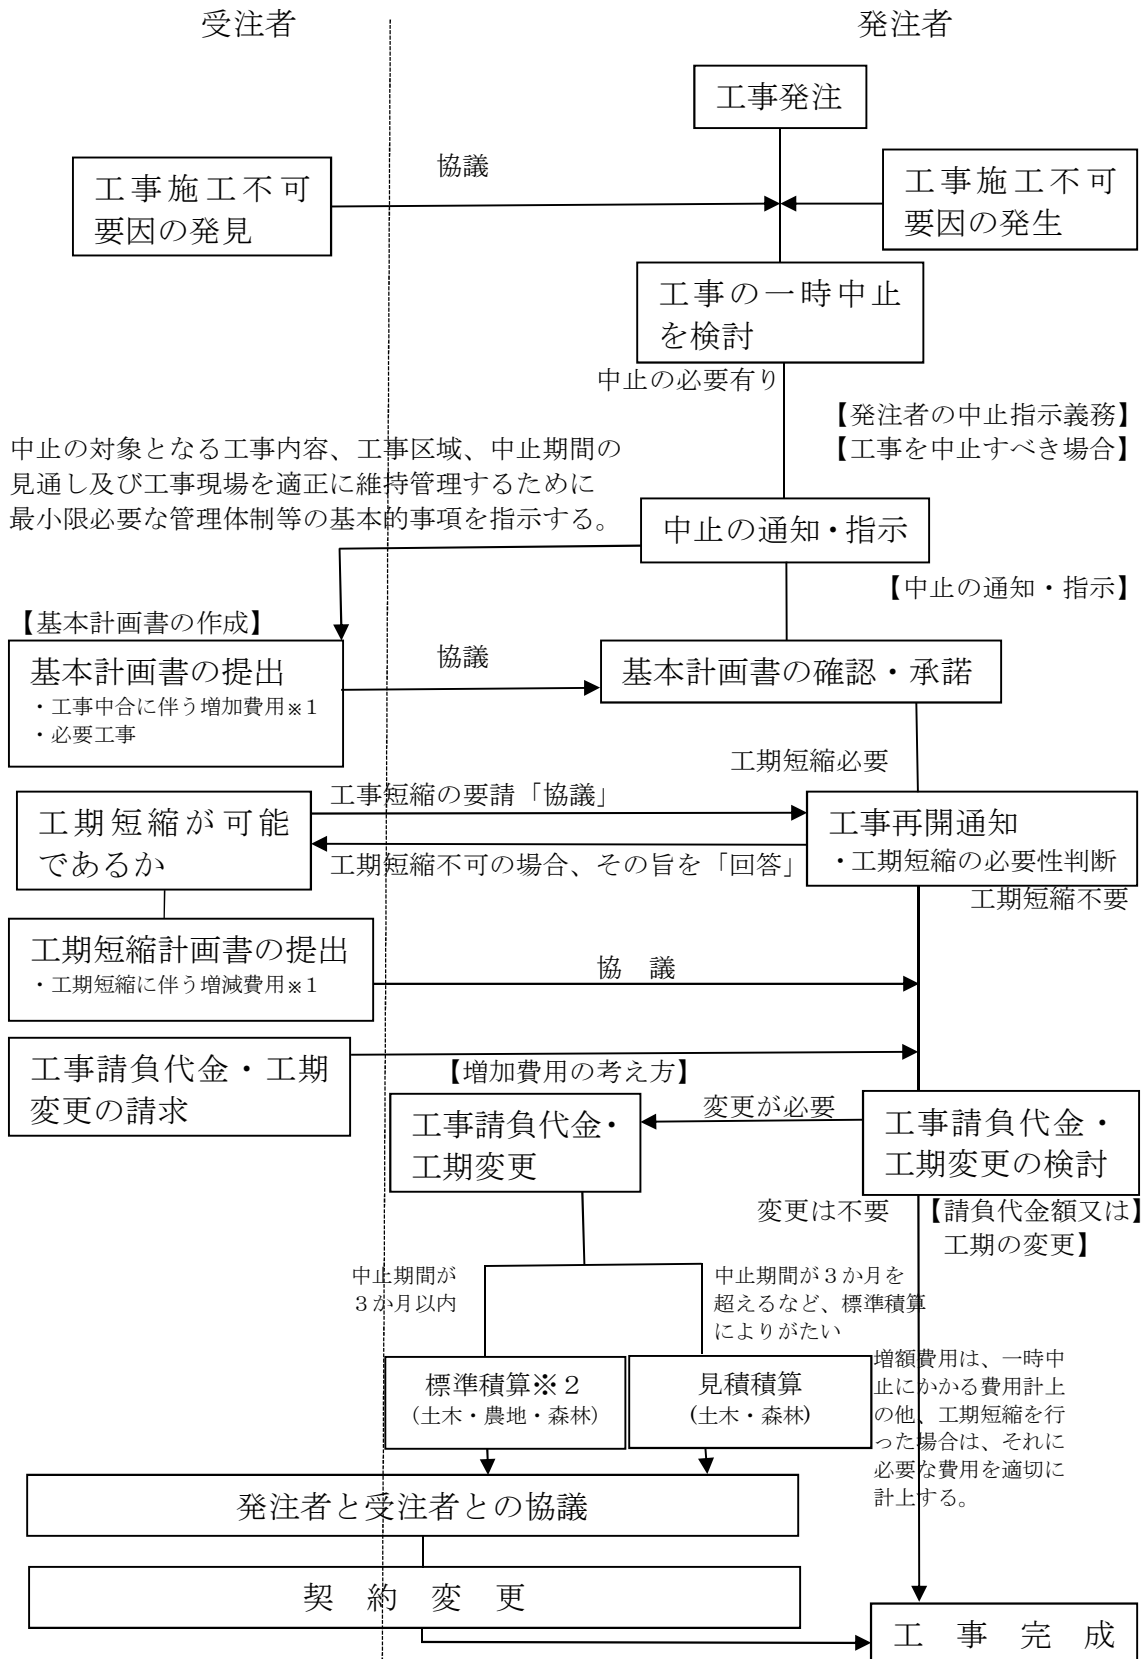 受注者
発注者
工事発注
協議
工事施工不可
要因の発見
工事施工不可
要因の発生
工事の一時中止
を検討
中止の必要有り
【発注者の中止指示義務】
【工事を中止すべき場合】
中止の対象となる工事内容、工事区域、中止期間の
見通し及び工事現場を適正に維持管理するために
最小限必要な管理体制等の基本的事項を指示する。
中止の通知・指示
【中止の通知・指示】
【基本計画書の作成】
基本計画書の提出
・工事中合に伴う増加費用※1
・必要工事
協議
基本計画書の確認・承諾
工期短縮必要
工事短縮の要請「協議」
工期短縮が可能
であるか
工事再開通知
・工期短縮の必要性判断
工期短縮不可の場合、その旨を「回答」
工期短縮不要
工期短縮計画書の提出
・工期短縮に伴う増減費用※1
協　議
工事請負代金・工期
変更の請求
【増加費用の考え方】
工事請負代金・
工期変更
変更が必要
工事請負代金・
工期変更の検討
変更は不要
【請負代金額又は】
工期の変更】
中止期間が
３か月以内
中止期間が３か月を
超えるなど、標準積算
によりがたい
標準積算※２
（土木・農地・森林）
見積積算
(土木・森林)
増額費用は、一時中
止にかかる費用計上
の他、工期短縮を行
った場合は、それに
必要な費用を適切に
計上する。
発注者と受注者との協議
契　約　変　更
工　事　完　成